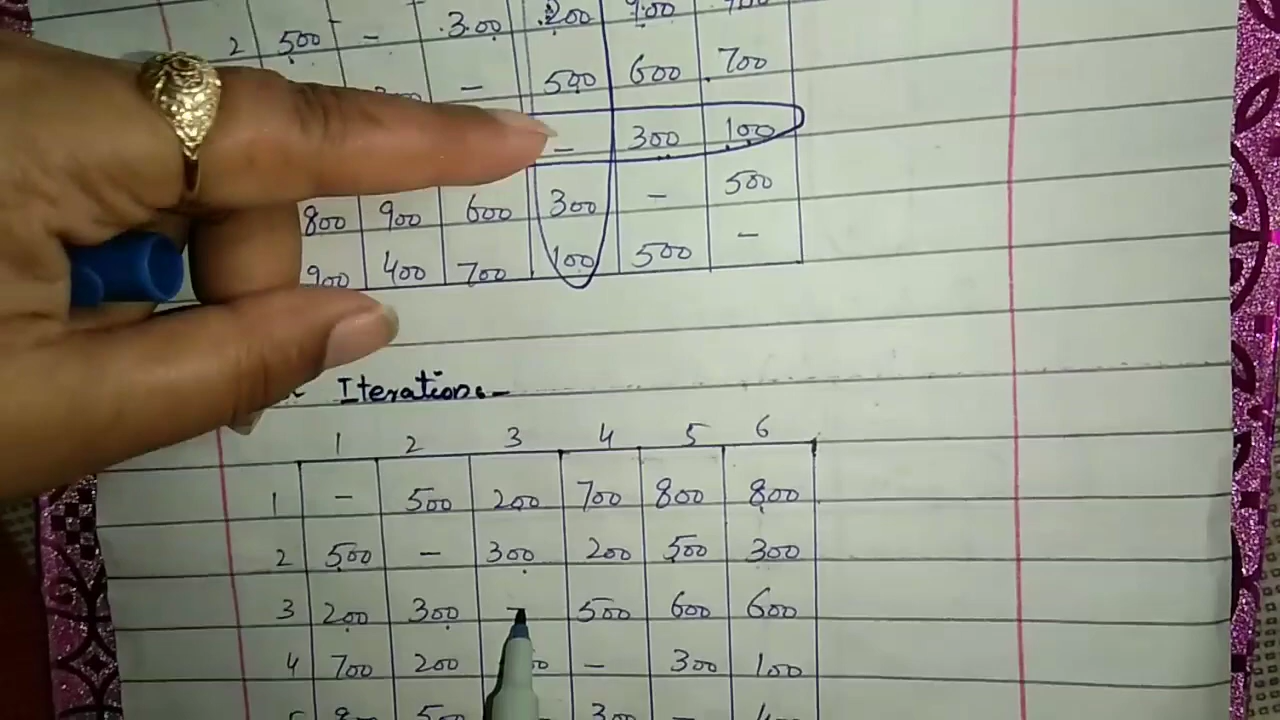 2 500 - 300 200 900
- 500 600 700
- 300 100
800 900 600 300 - 500
900 400 700 100 500 -
Iteration:-
1 2 3 4 5 6
1 - 500 200 700 800 800
2 500 - 300 200 500 300
3 200 300 - 500 600 600
4 700 200 - 300 100